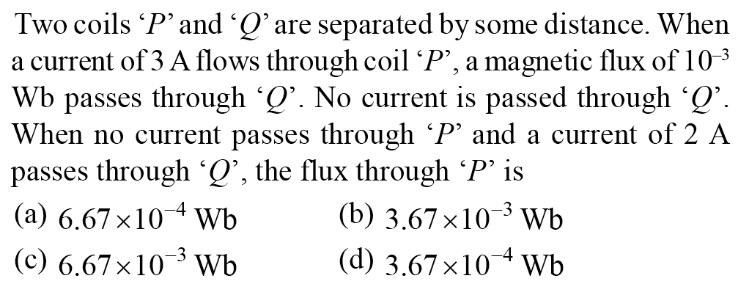 Two coils ‘P’ and ‘Q’ are separated by some distance. When
a current of 3 A flows through coil ‘P’, a magnetic flux of 10⁻³
Wb passes through ‘Q’. No current is passed through ‘Q’.
When no current passes through ‘P’ and a current of 2 A
passes through ‘Q’, the flux through ‘P’ is
(a) 6.67×10⁻⁴ Wb (b) 3.67×10⁻³ Wb
(c) 6.67×10⁻³ Wb (d) 3.67×10⁻⁴ Wb